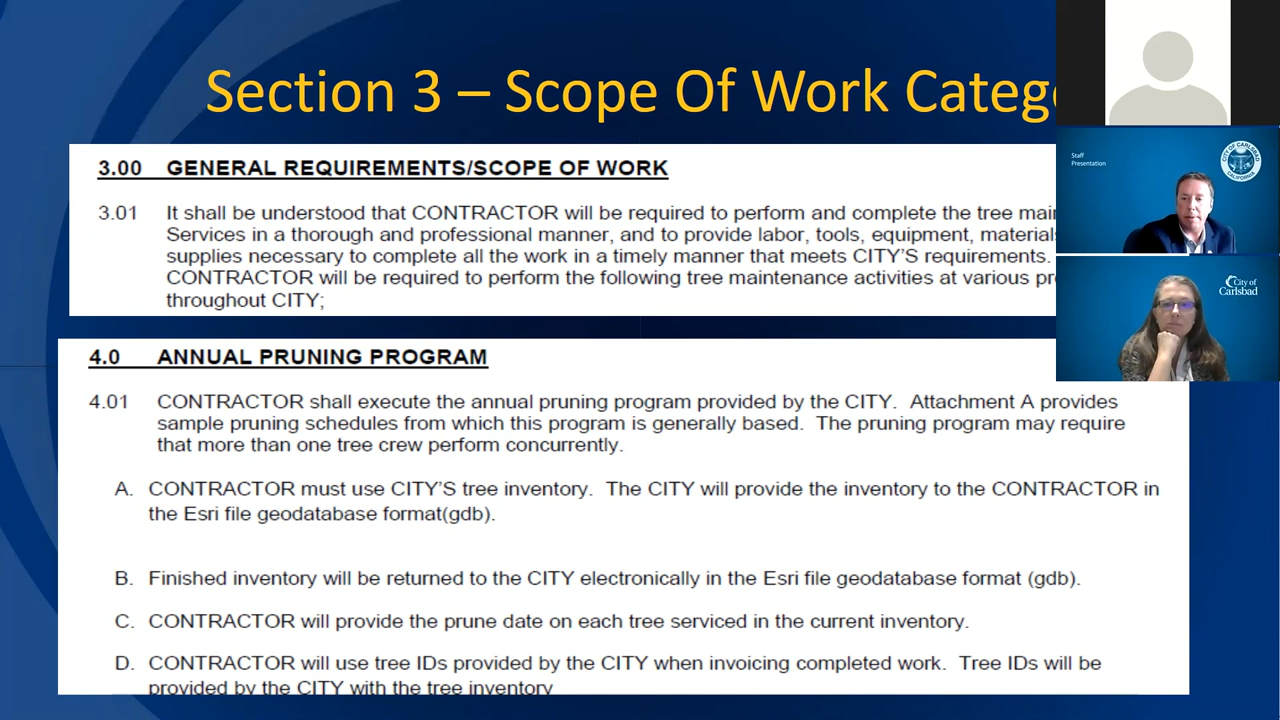 Section 3 – Scope Of Work
3.00 GENERAL REQUIREMENTS/SCOPE OF WORK
3.01 It shall be understood that CONTRACTOR will be required to perform and complete the tree
Services in a thorough and professional manner, and to provide labor, tools, equipment, materials
supplies necessary to complete all the work in a timely manner that meets CITY'S requirements.
CONTRACTOR will be required to perform the following tree maintenance activities at various
throughout CITY;
4.0 ANNUAL PRUNING PROGRAM
4.01 CONTRACTOR shall execute the annual pruning program provided by the CITY. Attachment A provides
sample pruning schedules from which this program is generally based. The pruning program may require
that more than one tree crew perform concurrently.
A. CONTRACTOR must use CITY'S tree inventory. The CITY will provide the inventory to the CONTRACTOR in
the Esri file geodatabase format(gdb).
B. Finished inventory will be returned to the CITY electronically in the Esri file geodatabase format (gdb).
C. CONTRACTOR will provide the prune date on each tree serviced in the current inventory.
D. CONTRACTOR will use tree IDs provided by the CITY when invoicing completed work. Tree IDs will be
provided by the CITY with the tree inventory
Staff
Presentation
CITY OF CARLSBAD
CALIFORNIA
City of
Carlsbad